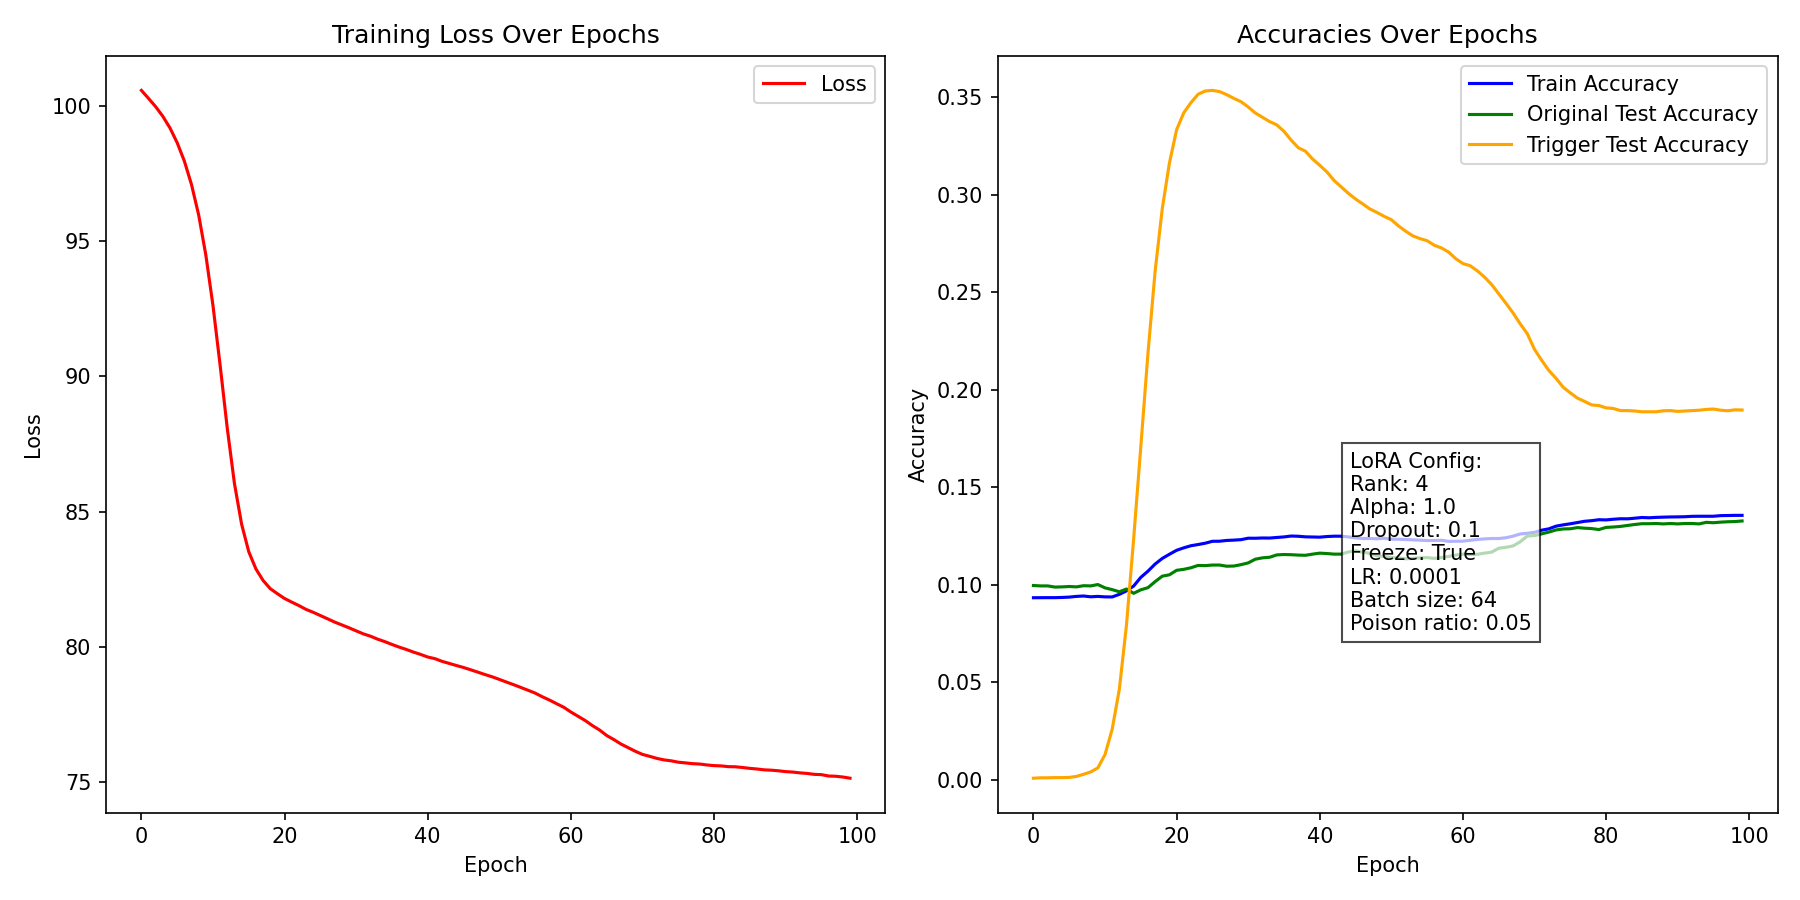 Training Loss Over Epochs
Loss
100
95
90
85
80
75
Loss
0
20
40
60
80
100
Epoch
Accuracies Over Epochs
Train Accuracy
Original Test Accuracy
Trigger Test Accuracy
0.35
0.30
0.25
0.20
0.15
0.10
0.05
0.00
Accuracy
LoRA Config:
Rank: 4
Alpha: 1.0
Dropout: 0.1
Freeze: True
LR: 0.0001
Batch size: 64
Poison ratio: 0.05
0
20
40
60
80
100
Epoch